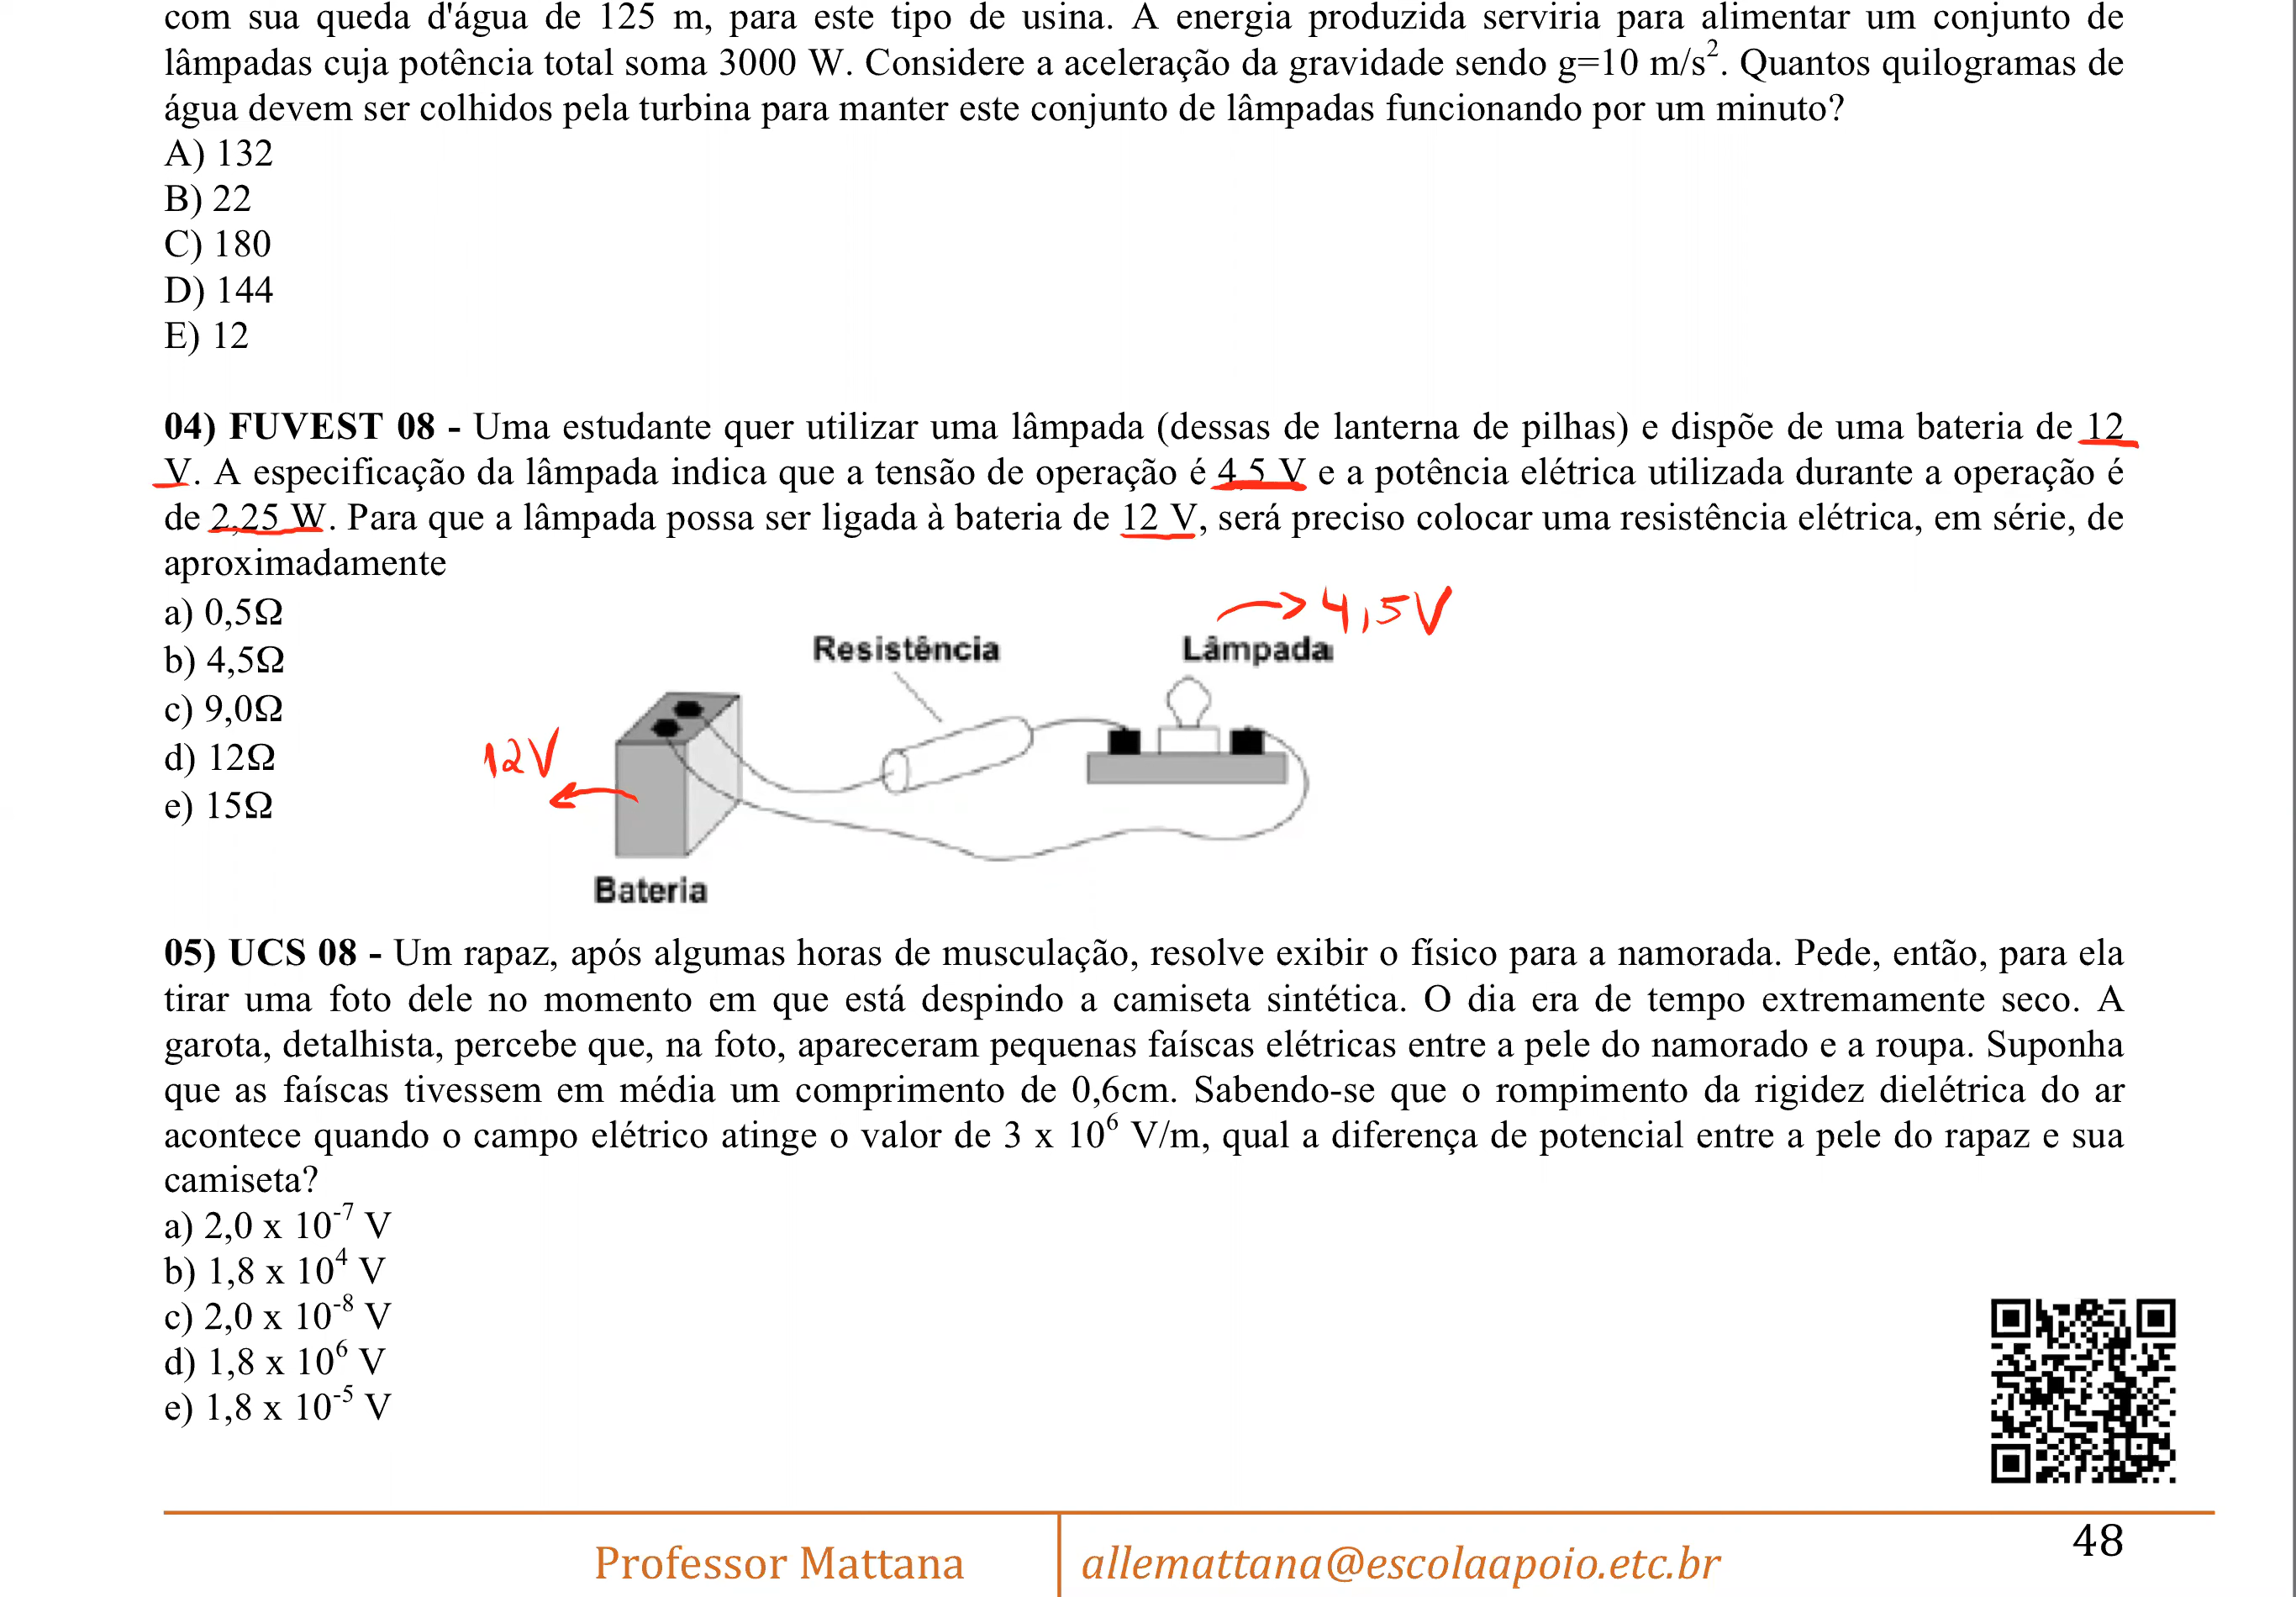 com sua queda d'água de 125 m, para este tipo de usina. A energia produzida serviria para alimentar um conjunto de
lâmpadas cuja potência total soma 3000 W. Considere a aceleração da gravidade sendo g=10 m/s². Quantos quilogramas de
água devem ser colhidos pela turbina para manter este conjunto de lâmpadas funcionando por um minuto?
A) 132
B) 22
C) 180
D) 144
E) 12
04) FUVEST 08 - Uma estudante quer utilizar uma lâmpada (dessas de lanterna de pilhas) e dispõe de uma bateria de 12
V. A especificação da lâmpada indica que a tensão de operação é 4,5 V e a potência elétrica utilizada durante a operação é
de 2,25 W. Para que a lâmpada possa ser ligada à bateria de 12 V, será preciso colocar uma resistência elétrica, em série, de
aproximadamente
a) 0,5Ω
b) 4,5Ω
c) 9,0Ω
d) 12Ω
e) 15Ω
4,5V
Resistência
Lâmpada
12V
Bateria
05) UCS 08 - Um rapaz, após algumas horas de musculação, resolve exibir o físico para a namorada. Pede, então, para ela
tirar uma foto dele no momento em que está despindo a camiseta sintética. O dia era de tempo extremamente seco. A
garota, detalhista, percebe que, na foto, apareceram pequenas faíscas elétricas entre a pele do namorado e a roupa. Suponha
que as faíscas tivessem em média um comprimento de 0,6cm. Sabendo-se que o rompimento da rigidez dielétrica do ar
acontece quando o campo elétrico atinge o valor de 3 x 10⁶ V/m, qual a diferença de potencial entre a pele do rapaz e sua
camiseta?
a) 2,0 x 10⁻⁷ V
b) 1,8 x 10⁴ V
c) 2,0 x 10⁻⁸ V
d) 1,8 x 10⁶ V
e) 1,8 x 10⁻⁵ V
Professor Mattana
allemattana@escolaapoio.etc.br
48